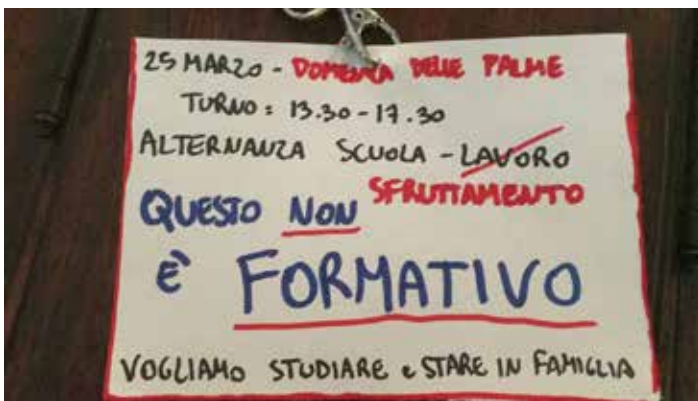 25 MARZO - DOMENICA DELLE PALME
TURNO: 13.30-17.30
ALTERNANZA SCUOLA - LAVORO
SFRUTTAMENTO
QUESTO NON
È FORMATIVO
VOGLIAMO STUDIARE e STARE IN FAMIGLIA